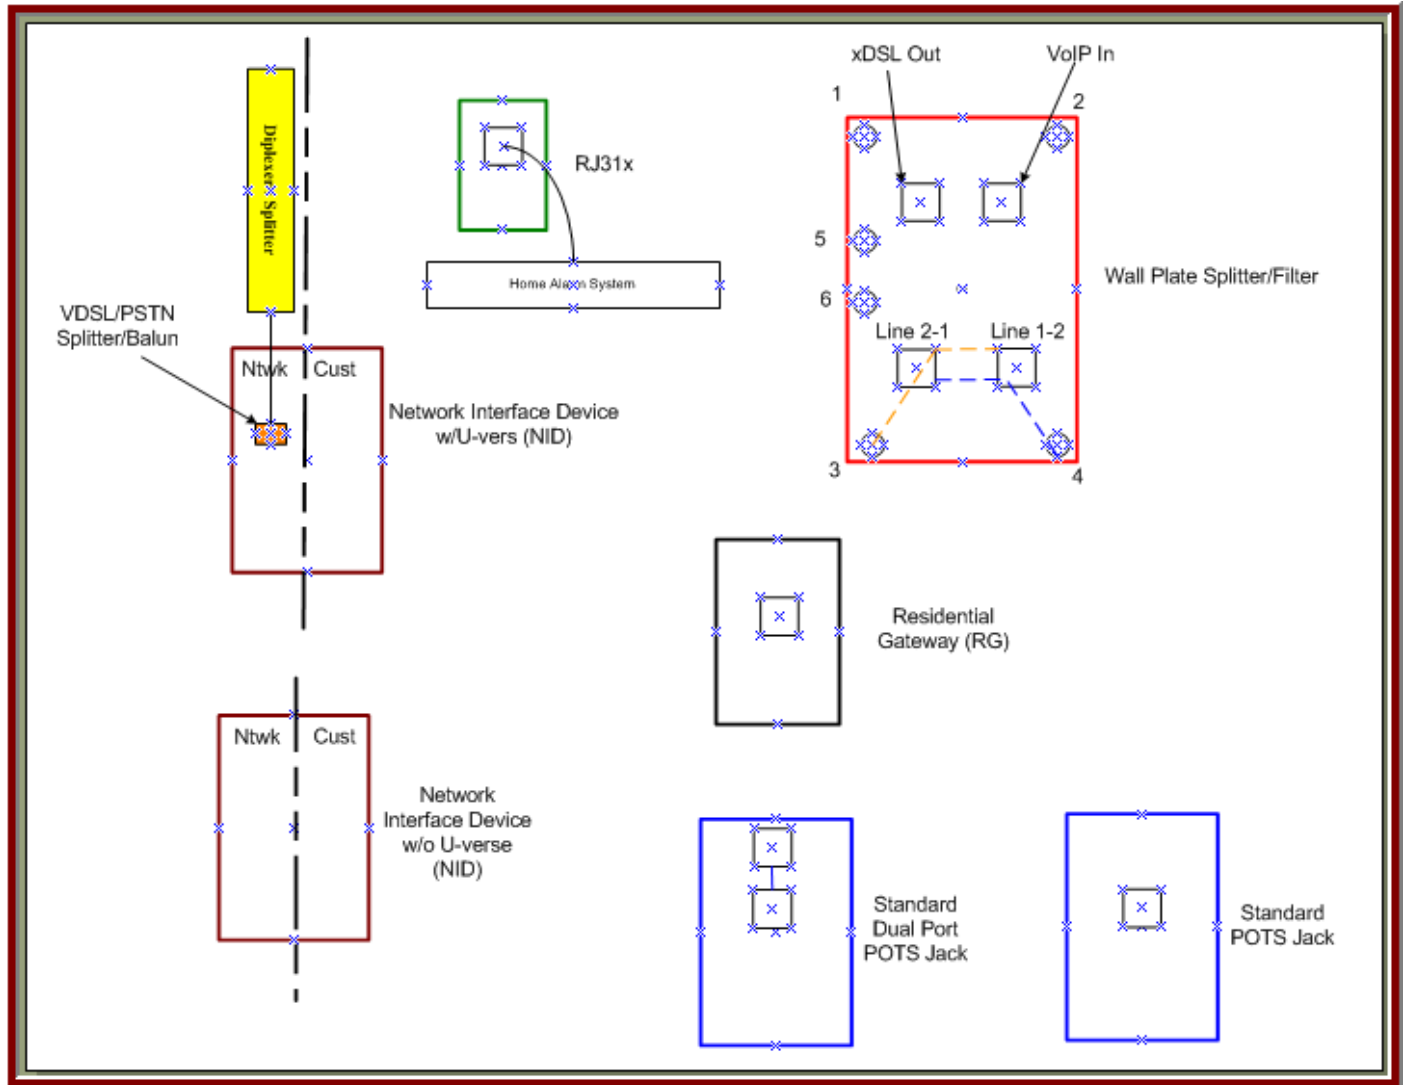 xDSL Out
VoIP In
1
2
Diplexer Splitter
RJ31x
5
Wall Plate Splitter/Filter
Home Alarm System
6
VDSL/PSTN
Splitter/Balun
Line 2-1
Line 1-2
Ntwk
Cust
Network Interface Device
w/U-vers (NID)
3
4
Residential
Gateway (RG)
Ntwk
Cust
Network
Interface Device
w/o U-verse
(NID)
Standard
Dual Port
POTS Jack
Standard
POTS Jack